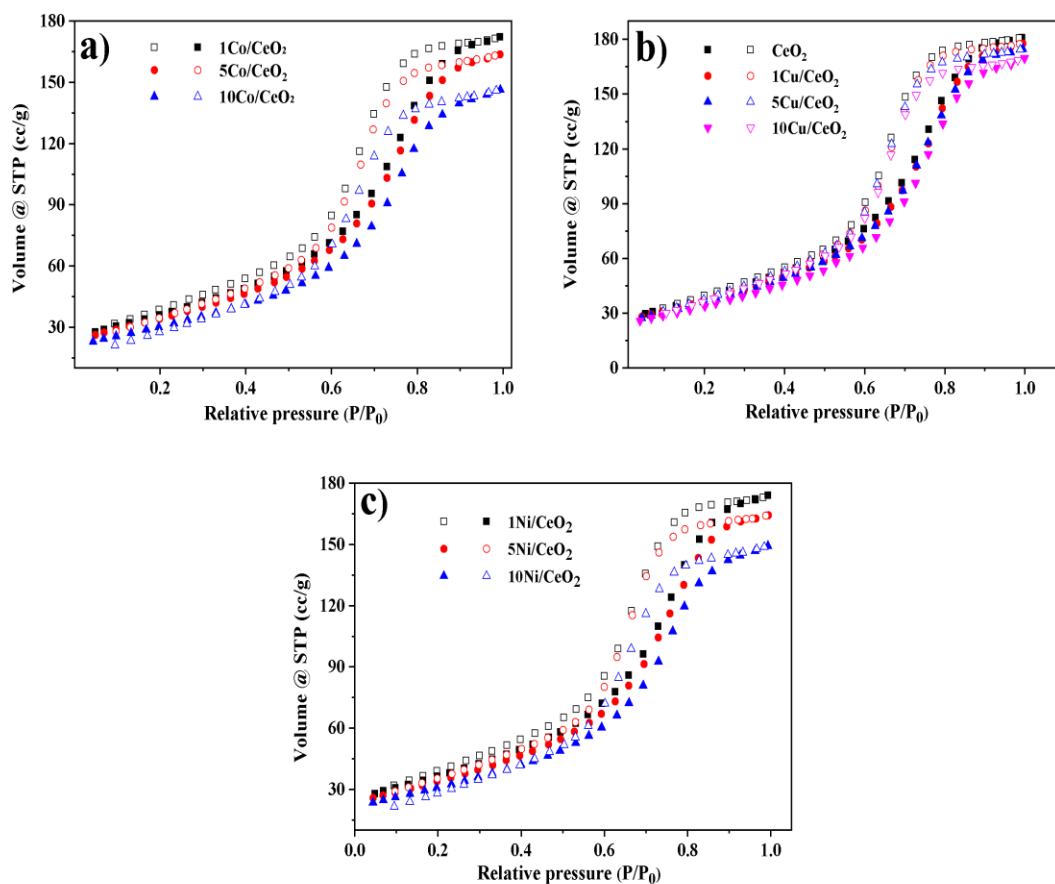 a)
1Co/CeO₂
5Co/CeO₂
10Co/CeO₂
Volume @ STP (cc/g)
180
150
120
90
60
30
0.2
0.4
0.6
0.8
1.0
Relative pressure (P/P₀)
b)
CeO₂
1Cu/CeO₂
5Cu/CeO₂
10Cu/CeO₂
Volume @ STP (cc/g)
180
150
120
90
60
30
0
0.2
0.4
0.6
0.8
1.0
Relative pressure (P/P₀)
c)
1Ni/CeO₂
5Ni/CeO₂
10Ni/CeO₂
Volume @ STP (cc/g)
180
150
120
90
60
30
0.0
0.2
0.4
0.6
0.8
1.0
Relative pressure (P/P₀)